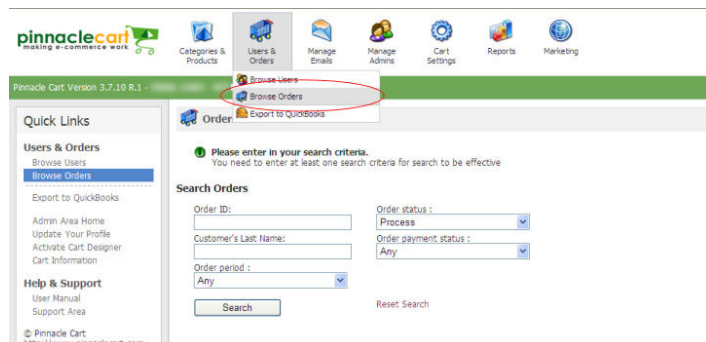 pinnaclecart
making e-commerce work
Categories & Products
Users & Orders
Manage Emails
Manage Admins
Cart Settings
Reports
Marketing
Browse Users
Browse Orders
Export to QuickBooks
Pinnacle Cart Version 3.7.10 R.1 -
Quick Links
Users & Orders
Browse Users
Browse Orders
Export to QuickBooks
Admin Area Home
Update Your Profile
Activate Cart Designer
Cart Information
Help & Support
User Manual
Support Area
© Pinnacle Cart
Order
Please enter in your search criteria.
You need to enter at least one search criteria for search to be effective
Search Orders
Order ID:
Order status :
Process
Customer's Last Name:
Order payment status :
Any
Order period :
Any
Search
Reset Search